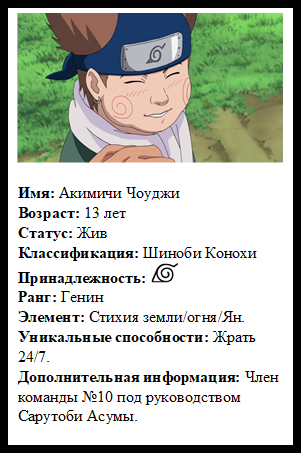 Имя: Акимичи Чоуджи
Возраст: 13 лет
Статус: Жив
Классификация: Шиноби Конохи
Принадлежность:
Ранг: Генин
Элемент: Стихия земли/огня/Ян.
Уникальные способности: Жрать
24/7.
Дополнительная информация: Член
команды №10 под руководством
Сарутоби Асумы.